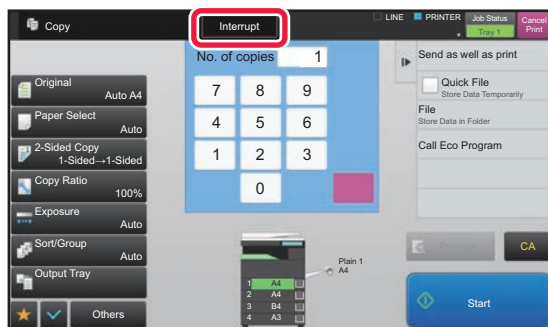 Copy
Interrupt
LINE
PRINTER
Job Status
Tray 1
Cancel
Print
No. of copies
1
Original
Auto A4
Paper Select
Auto
2-Sided Copy
1-Sided→1-Sided
Copy Ratio
100%
Exposure
Auto
Sort/Group
Auto
Output Tray
Others
7 8 9
4 5 6
1 2 3
0
Plain 1
A4
1 A4
2 A4
3 B4
4 A3
Send as well as print
Quick File
Store Data Temporarily
File
Store Data in Folder
Call Eco Program
CA
Start